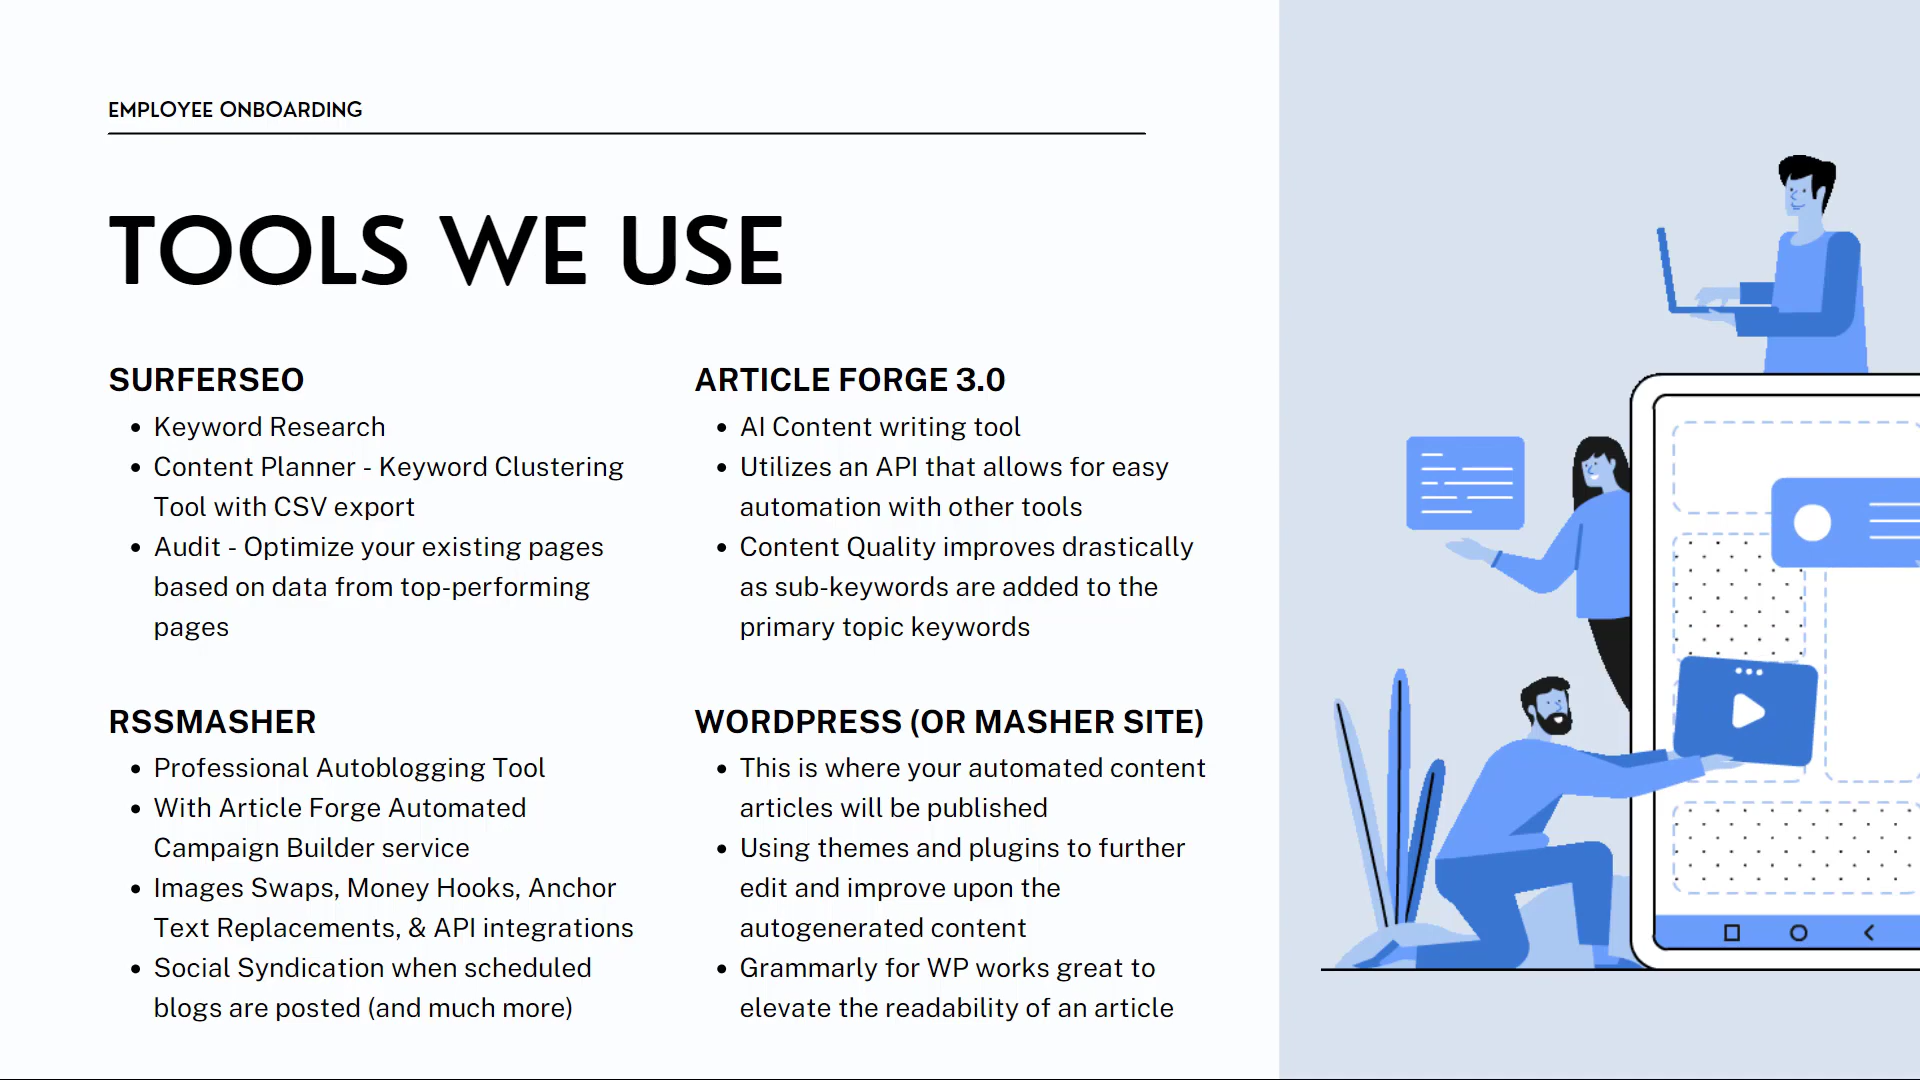 EMPLOYEE ONBOARDING
TOOLS WE USE
SURFERSEO
• Keyword Research
• Content Planner - Keyword Clustering
Tool with CSV export
• Audit - Optimize your existing pages
based on data from top-performing
pages
ARTICLE FORGE 3.0
• AI Content writing tool
• Utilizes an API that allows for easy
automation with other tools
• Content Quality improves drastically
as sub-keywords are added to the
primary topic keywords
RSSMASHER
• Professional Autoblogging Tool
• With Article Forge Automated
Campaign Builder service
• Images Swaps, Money Hooks, Anchor
Text Replacements, & API integrations
• Social Syndication when scheduled
blogs are posted (and much more)
WORDPRESS (OR MASHER SITE)
• This is where your automated content
articles will be published
• Using themes and plugins to further
edit and improve upon the
autogenerated content
• Grammarly for WP works great to
elevate the readability of an article